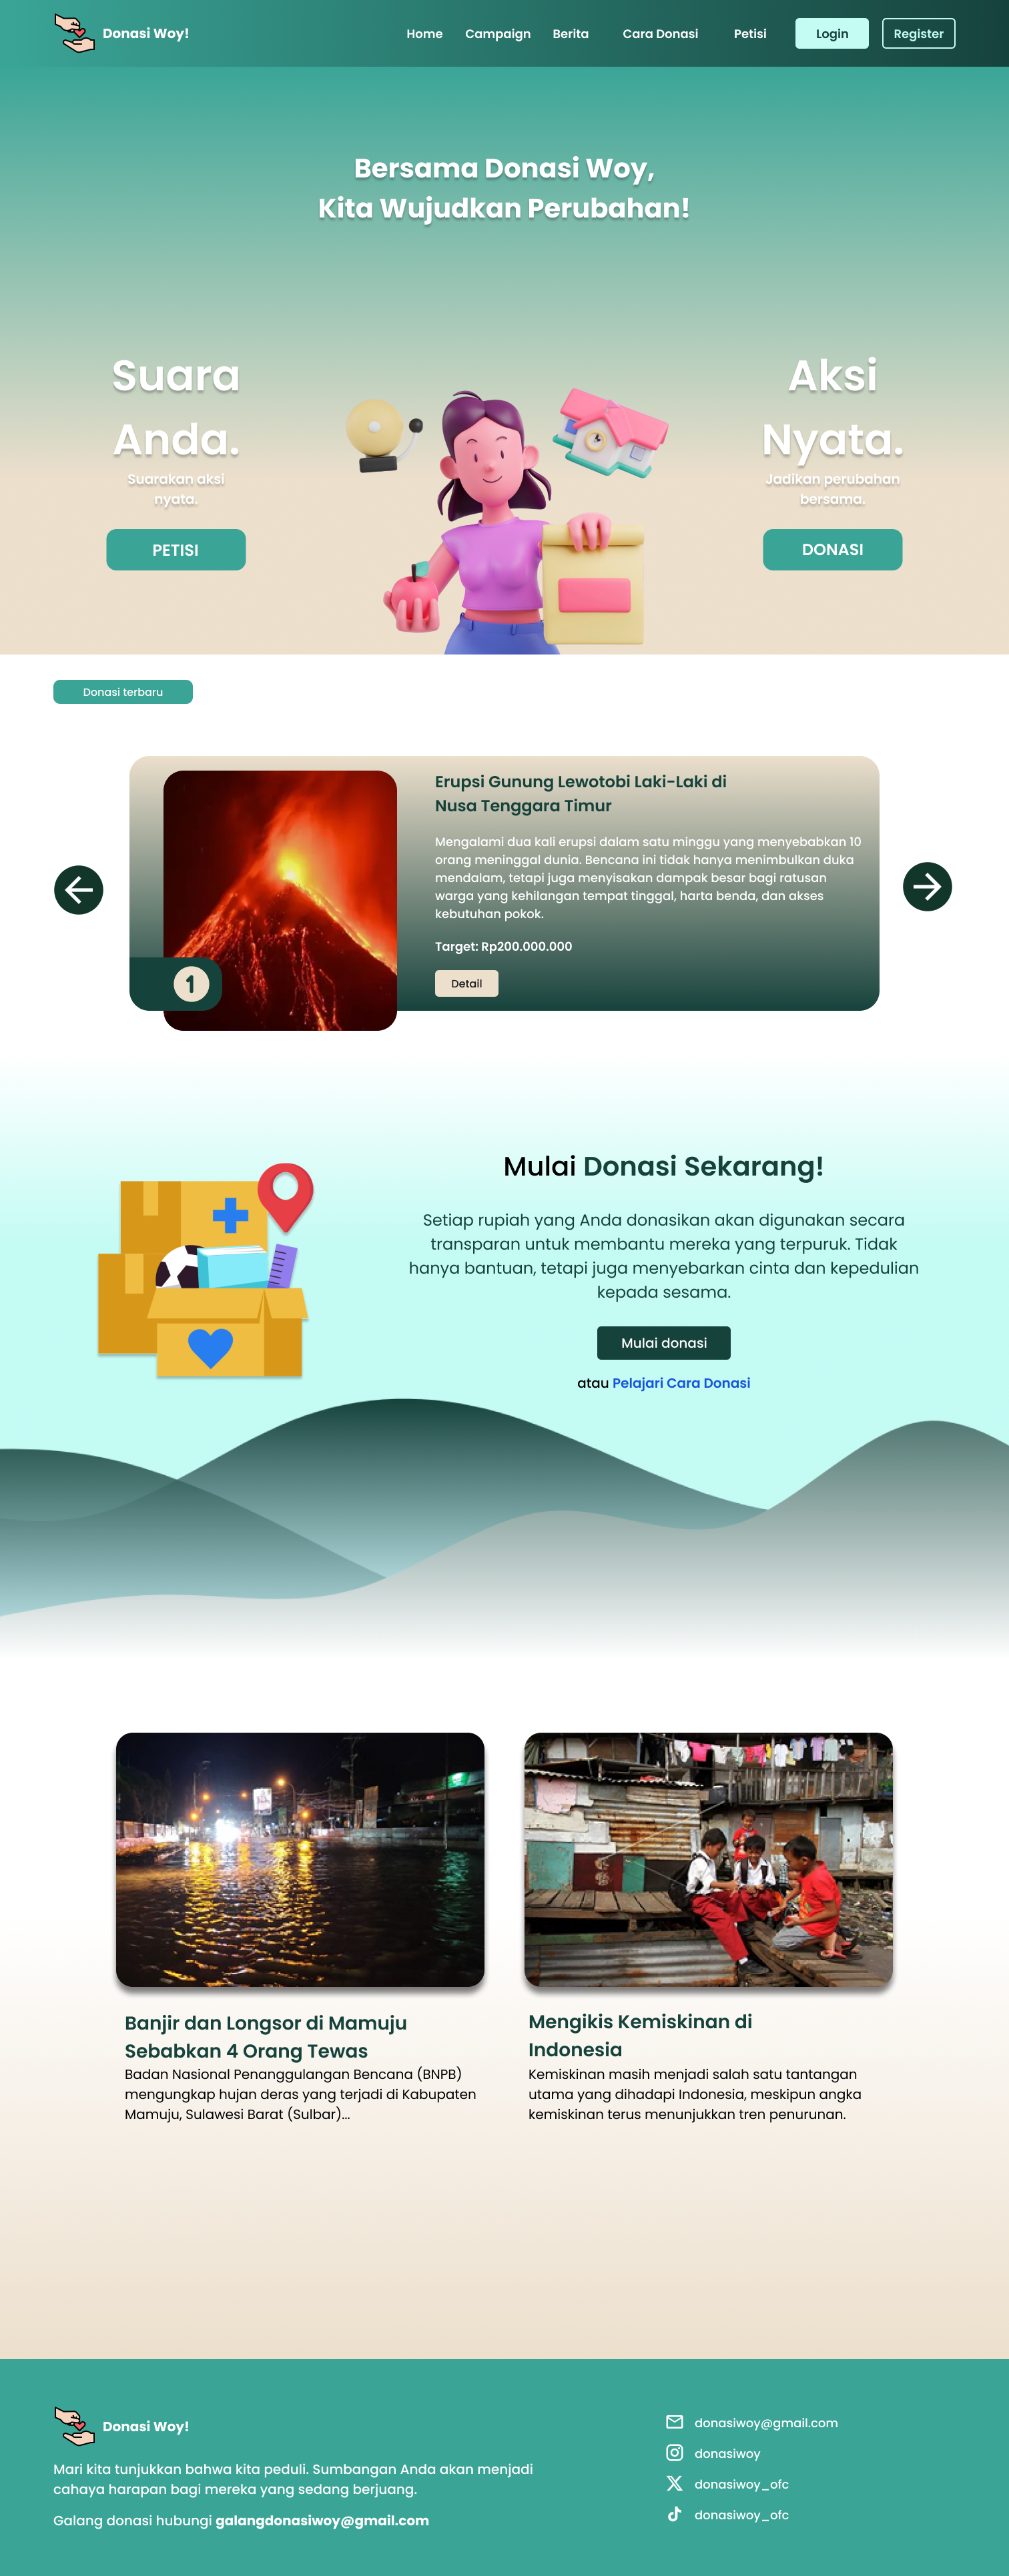 Donasi Woy!
Home
Campaign
Berita
Cara Donasi
Petisi
Login
Register
Bersama Donasi Woy,
Kita Wujudkan Perubahan!
Suara
Anda.
Suarakan aksi
nyata.
PETISI
Aksi
Nyata.
Jadikan perubahan
bersama.
DONASI
Donasi terbaru
Erupsi Gunung Lewotobi Laki-Laki di
Nusa Tenggara Timur
Mengalami dua kali erupsi dalam satu minggu yang menyebabkan 10
orang meninggal dunia. Bencana ini tidak hanya menimbulkan duka
mendalam, tetapi juga menyisakan dampak besar bagi ratusan
warga yang kehilangan tempat tinggal, harta benda, dan akses
kebutuhan pokok.
Target: Rp200.000.000
Detail
1
Mulai Donasi Sekarang!
Setiap rupiah yang Anda donasikan akan digunakan secara
transparan untuk membantu mereka yang terpuruk. Tidak
hanya bantuan, tetapi juga menyebarkan cinta dan kepedulian
kepada sesama.
Mulai donasi
atau Pelajari Cara Donasi
Banjir dan Longsor di Mamuju
Sebabkan 4 Orang Tewas
Badan Nasional Penanggulangan Bencana (BNPB)
mengungkap hujan deras yang terjadi di Kabupaten
Mamuju, Sulawesi Barat (Sulbar)...
Mengikis Kemiskinan di
Indonesia
Kemiskinan masih menjadi salah satu tantangan
utama yang dihadapi Indonesia, meskipun angka
kemiskinan terus menunjukkan tren penurunan.
Donasi Woy!
Mari kita tunjukkan bahwa kita peduli. Sumbangan Anda akan menjadi
cahaya harapan bagi mereka yang sedang berjuang.
Galang donasi hubungi galangdonasiwoy@gmail.com
donasiwoy@gmail.com
donasiwoy
donasiwoy_ofc
donasiwoy_ofc